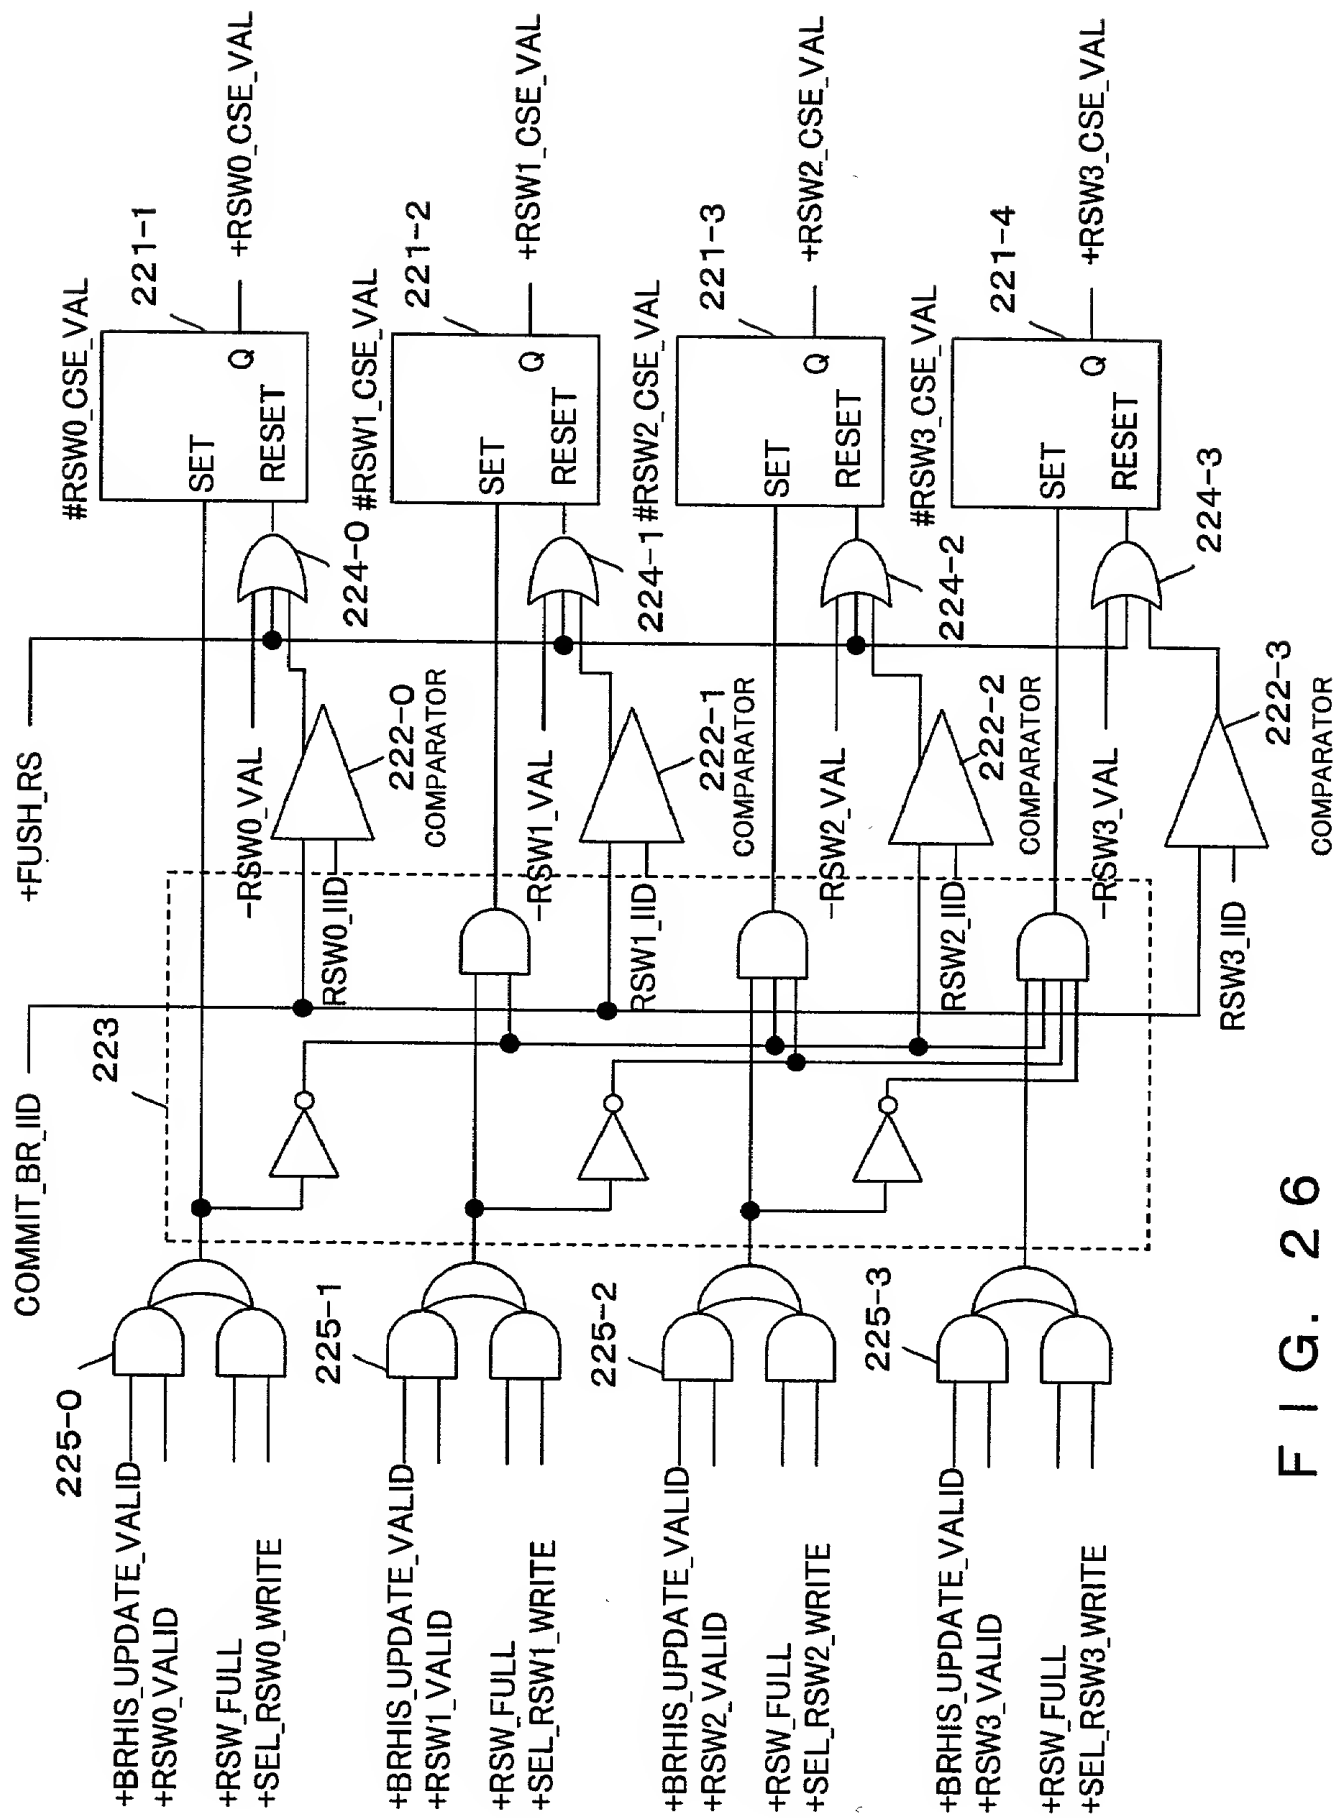 COMMIT_BR_IID
+FUSH_RS
223
225-0
+BRHIS_UPDATE_VALID
+RSW0_VALID
+RSW_FULL
+SEL_RSW0_WRITE
-RSW0_VAL
RSW0_IID
222-0
COMPARATOR
224-0
#RSW0_CSE_VAL
SET
RESET
Q
221-1
+RSW0_CSE_VAL
225-1
+BRHIS_UPDATE_VALID
+RSW1_VALID
+RSW_FULL
+SEL_RSW1_WRITE
-RSW1_VAL
RSW1_IID
222-1
COMPARATOR
224-1
#RSW1_CSE_VAL
SET
RESET
Q
221-2
+RSW1_CSE_VAL
225-2
+BRHIS_UPDATE_VALID
+RSW2_VALID
+RSW_FULL
+SEL_RSW2_WRITE
-RSW2_VAL
RSW2_IID
222-2
COMPARATOR
224-2
#RSW2_CSE_VAL
SET
RESET
Q
221-3
+RSW2_CSE_VAL
225-3
+BRHIS_UPDATE_VALID
+RSW3_VALID
+RSW_FULL
+SEL_RSW3_WRITE
-RSW3_VAL
RSW3_IID
222-3
COMPARATOR
224-3
#RSW3_CSE_VAL
SET
RESET
Q
221-4
+RSW3_CSE_VAL
FIG. 26